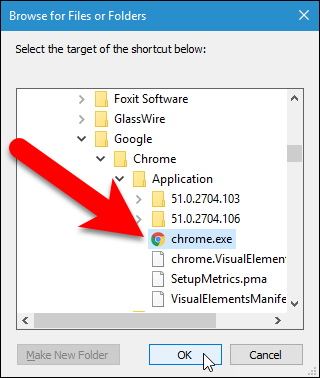 Browse for Files or Folders
Select the target of the shortcut below:
Foxit Software
GlassWire
Google
Chrome
Application
51.0.2704.103
51.0.2704.106
chrome.exe
chrome.VisualElement
SetupMetrics.pma
VisualElementsManife
Make New Folder OK Cancel